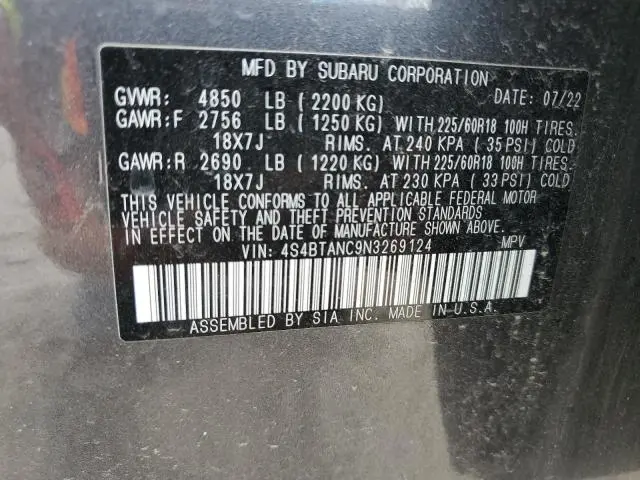 MFD BY SUBARU CORPORATION
DATE: 07/22
GVWR: 4850 LB ( 2200 KG)
GAWR:F 2756 LB ( 1250 KG) WITH 225/60R18 100H TIRES.
18X7J RIMS. AT 240 KPA ( 35 PSI) COLD
GAWR:R 2690 LB ( 1220 KG) WITH 225/60R18 100H TIRES.
18X7J RIMS. AT 230 KPA ( 33 PSI) COLD
THIS VEHICLE CONFORMS TO ALL APPLICABLE FEDERAL MOTOR
VEHICLE SAFETY AND THEFT PREVENTION STANDARDS
IN EFFECT ON THE DATE OF MANUFACTURE SHOWN ABOVE.
VIN: 4S4BTANC9N3269124 MPV
ASSEMBLED BY SIA INC. MADE IN U.S.A.